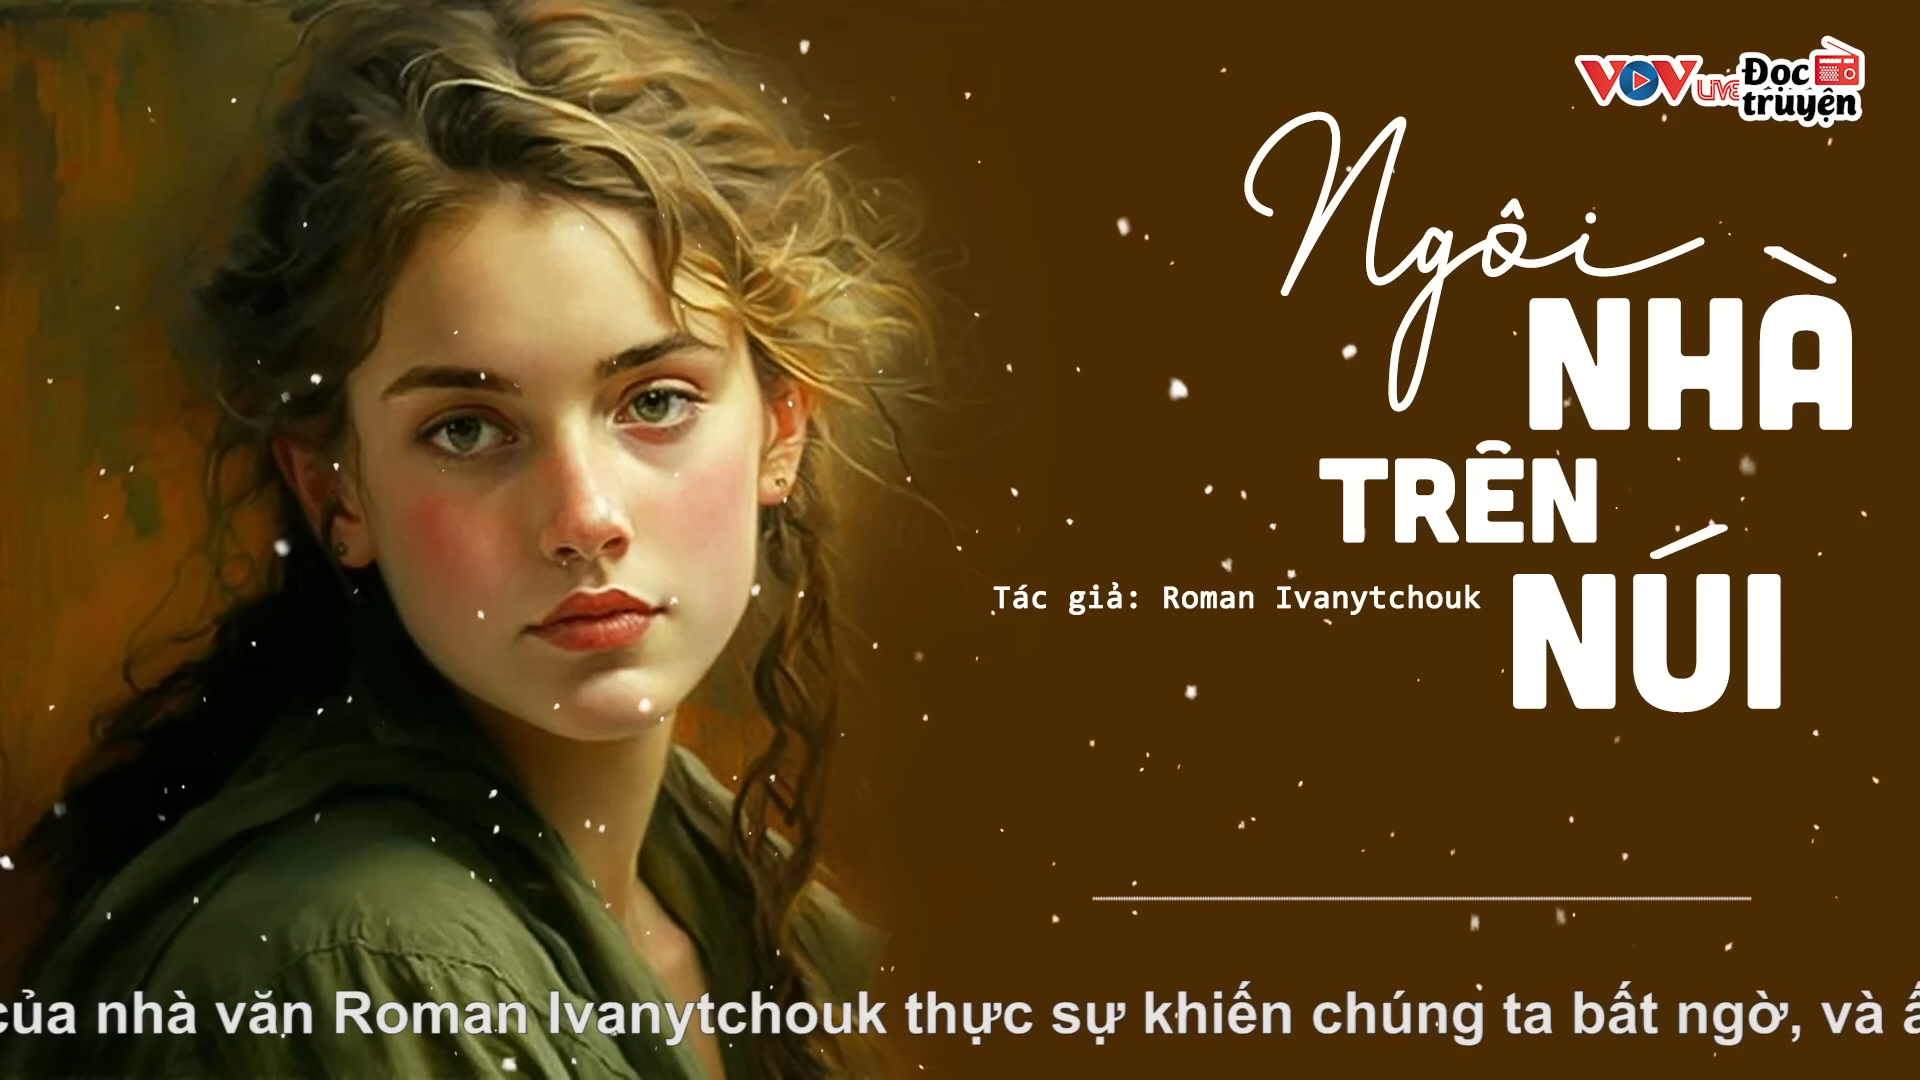 VOV LIVE Đọc
truyện
Ngôi
NHÀ
TRÊN
NÚI
Tác giả: Roman Ivanytchouk
của nhà văn Roman Ivanytchouk thực sự khiến chúng ta bất ngờ, và